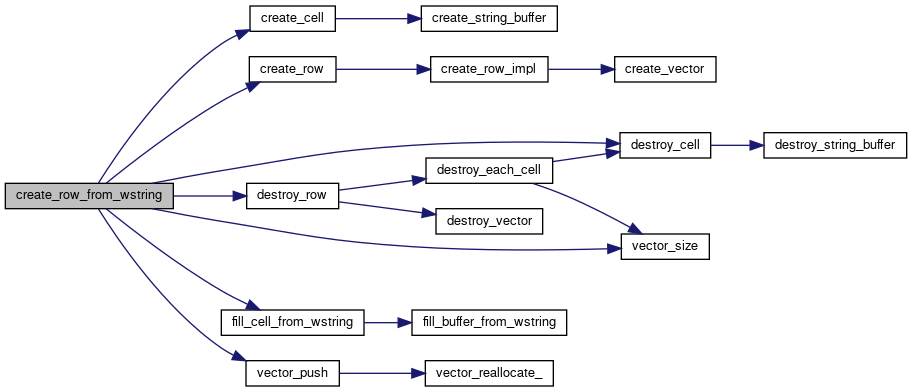 create_cell
create_string_buffer
create_row
create_row_impl
create_vector
destroy_cell
destroy_string_buffer
destroy_each_cell
create_row_from_wstring
destroy_row
destroy_vector
vector_size
fill_cell_from_wstring
fill_buffer_from_wstring
vector_push
vector_reallocate_